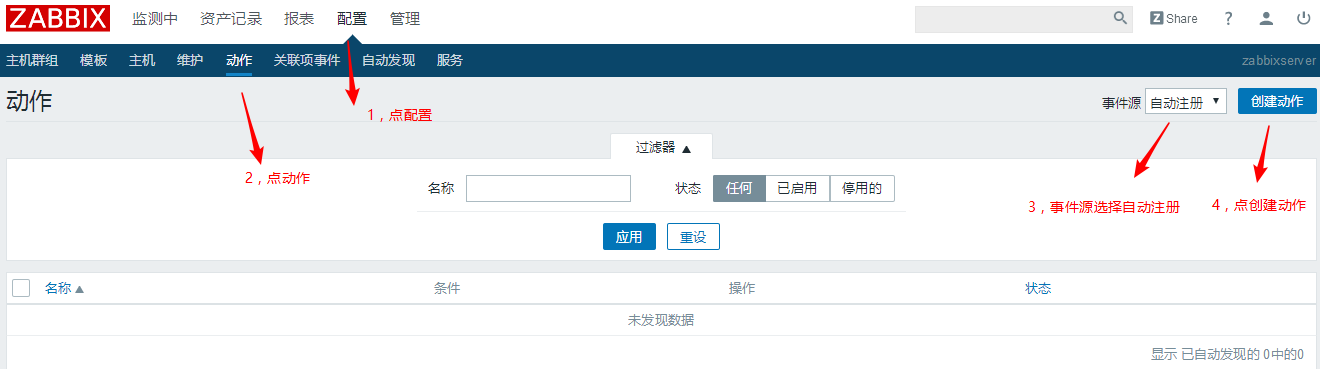 ZABBIX 监测中 资产记录 报表 配置 管理 Z Share ?
主机群组 模板 主机 维护 动作 关联项事件 自动发现 服务 zabbixserver
动作 事件源 自动注册 ▼ 创建动作
1，点配置
过滤器 ▲
2，点动作
名称 状态 任何 已启用 停用的
3，事件源选择自动注册
4，点创建动作
应用 重设
名称 ▲ 条件 操作 状态
未发现数据
显示 已自动发现的 0中的0